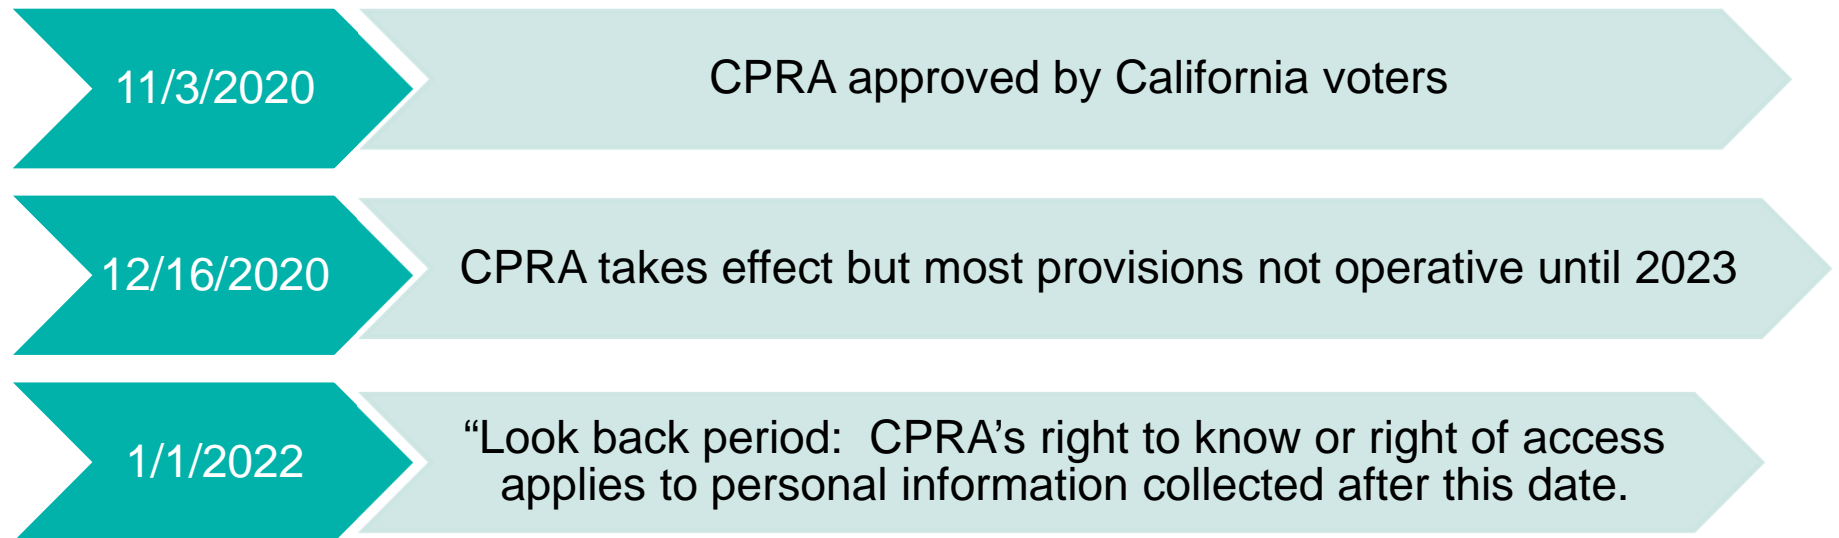 11/3/2020
CPRA approved by California voters
12/16/2020
CPRA takes effect but most provisions not operative until 2023
1/1/2022
“Look back period:  CPRA’s right to know or right of access
applies to personal information collected after this date.